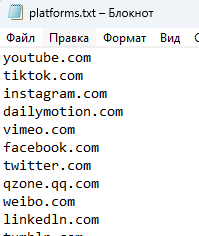 platforms.txt – Блокнот
Файл Правка Формат Вид
youtube.com
tiktok.com
instagram.com
dailymotion.com
vimeo.com
facebook.com
twitter.com
qzone.qq.com
weibo.com
linkedln.com